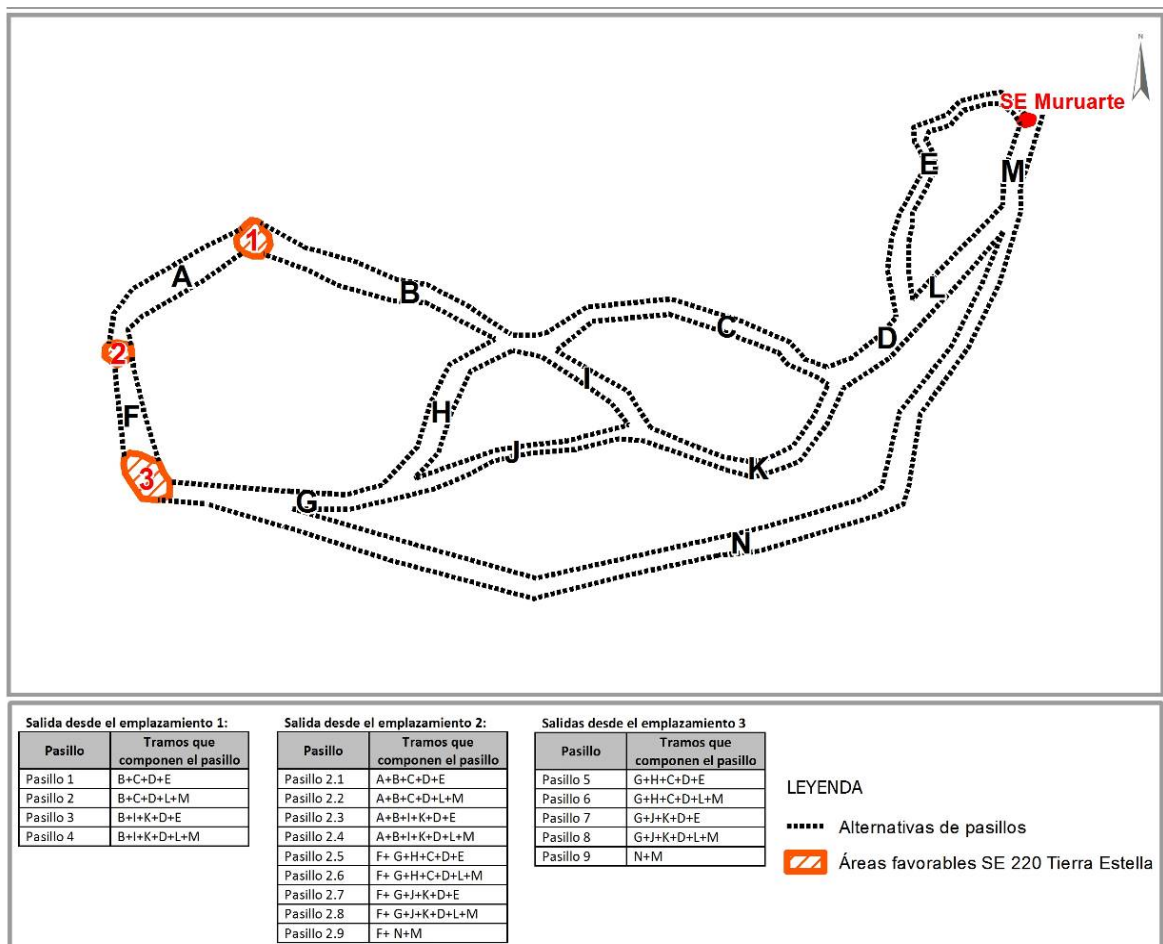 N
SE Muruarte
E
M
1
A
B
L
C
D
2
I
F
H
J
3
K
G
N
Salida desde el emplazamiento 1:
Pasillo Tramos que componen el pasillo
Pasillo 1 B+C+D+E
Pasillo 2 B+C+D+L+M
Pasillo 3 B+I+K+D+E
Pasillo 4 B+I+K+D+L+M
Salida desde el emplazamiento 2:
Pasillo Tramos que componen el pasillo
Pasillo 2.1 A+B+C+D+E
Pasillo 2.2 A+B+C+D+L+M
Pasillo 2.3 A+B+I+K+D+E
Pasillo 2.4 A+B+I+K+D+L+M
Pasillo 2.5 F+ G+H+C+D+E
Pasillo 2.6 F+ G+H+C+D+L+M
Pasillo 2.7 F+ G+J+K+D+E
Pasillo 2.8 F+ G+J+K+D+L+M
Pasillo 2.9 F+ N+M
Salidas desde el emplazamiento 3
Pasillo Tramos que componen el pasillo
Pasillo 5 G+H+C+D+E
Pasillo 6 G+H+C+D+L+M
Pasillo 7 G+J+K+D+E
Pasillo 8 G+J+K+D+L+M
Pasillo 9 N+M
LEYENDA
Alternativas de pasillos
Áreas favorables SE 220 Tierra Estella